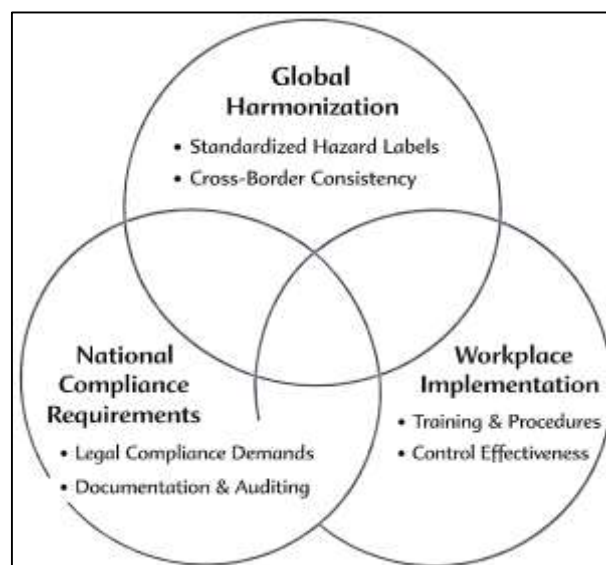 Global
Harmonization
• Standardized Hazard Labels
• Cross-Border Consistency
National
Compliance
Requirements
• Legal Compliance Demands
• Documentation & Auditing
Workplace
Implementation
• Training & Procedures
• Control Effectiveness